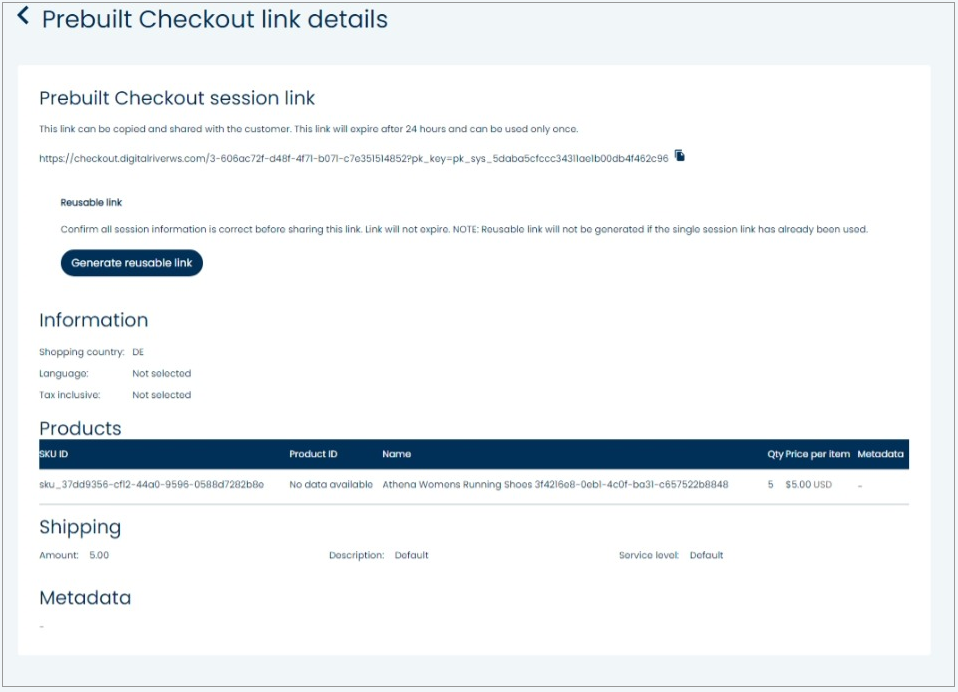 Prebuilt Checkout link details
Prebuilt Checkout session link
This link can be copied and shared with the customer. This link will expire after 24 hours and can be used only once.
https://checkout.digitalriverws.com/3-606ac72f-d48f-4f71-b071-c7e351514852?pk_key=pk_sys_5daba5cfccc34311ae1b00db4f462c96
Reusable link
Confirm all session information is correct before sharing this link. Link will not expire. NOTE: Reusable link will not be generated if the single session link has already been used.
Generate reusable link
Information
Shopping country: DE
Language: Not selected
Tax inclusive: Not selected
Products
SKU ID Product ID Name Qty Price per item Metadata
sku_37dd9356-cf12-44a0-9596-0588d7282b8e No data available Athena Womens Running Shoes 3f4216e8-0eb1-4c0f-ba31-c657522b8848 5 $5.00 USD -
Shipping
Amount: 5.00 Description: Default Service level: Default
Metadata
-